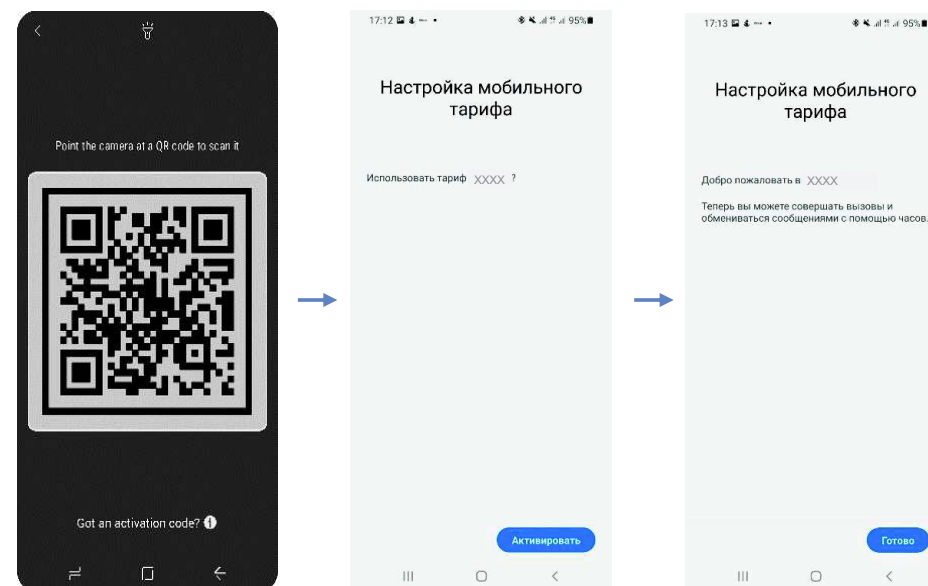 Point the camera at a QR code to scan it
Got an activation code?
17:12
95%
Настройка мобильного
тарифа
Использовать тариф XXXX ?
Активировать
17:13
95%
Настройка мобильного
тарифа
Добро пожаловать в XXXX
Теперь вы можете совершать вызовы и
обмениваться сообщениями с помощью часов.
Готово